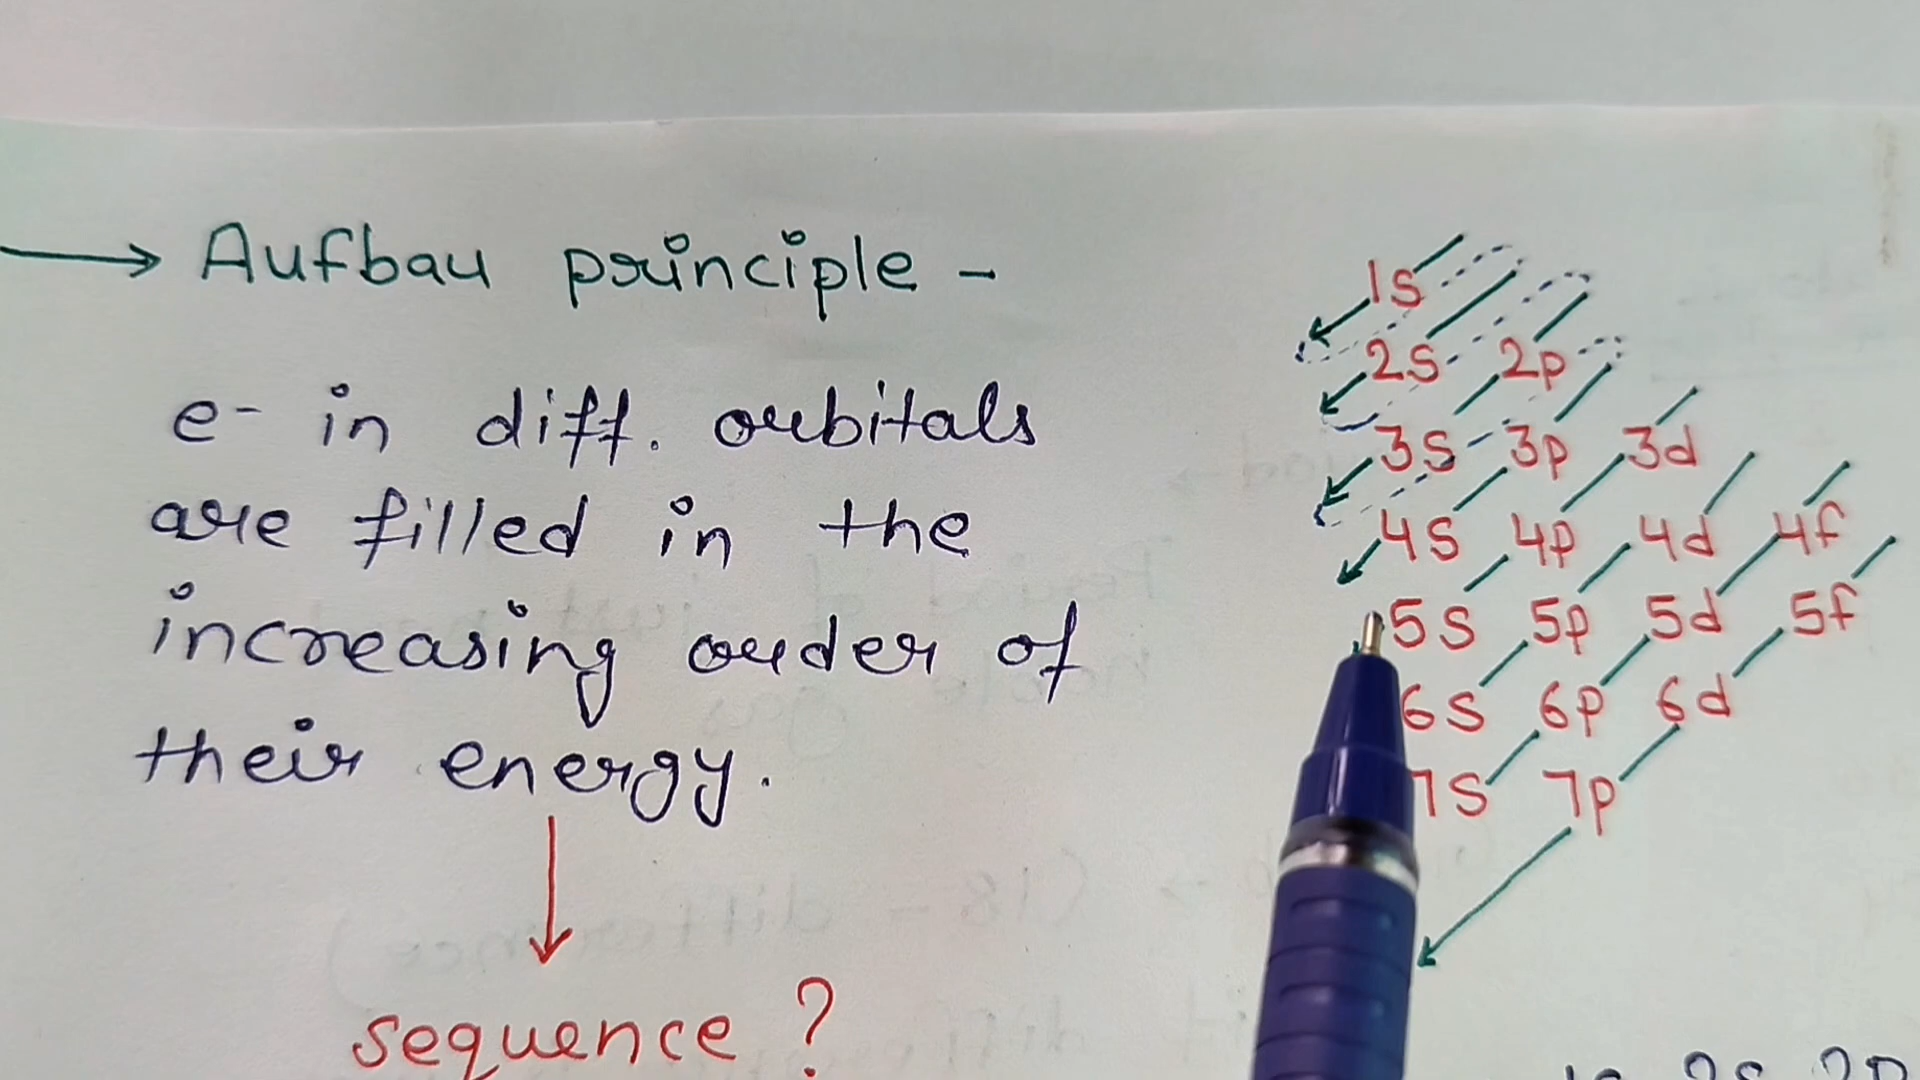 Aufbau principle -
e- in diff. orbitals
are filled in the
increasing order of
their energy.
sequence ?
1s
2s 2p
3s 3p 3d
4s 4p 4d 4f
5s 5p 5d 5f
6s 6p 6d
7s 7p